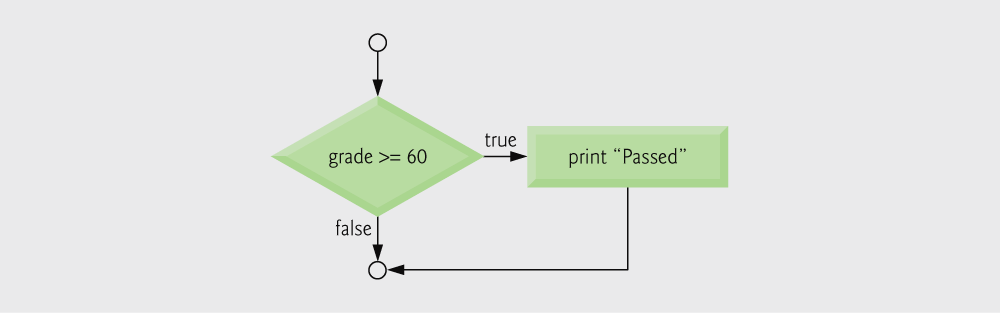 grade >= 60
true
print “Passed”
false